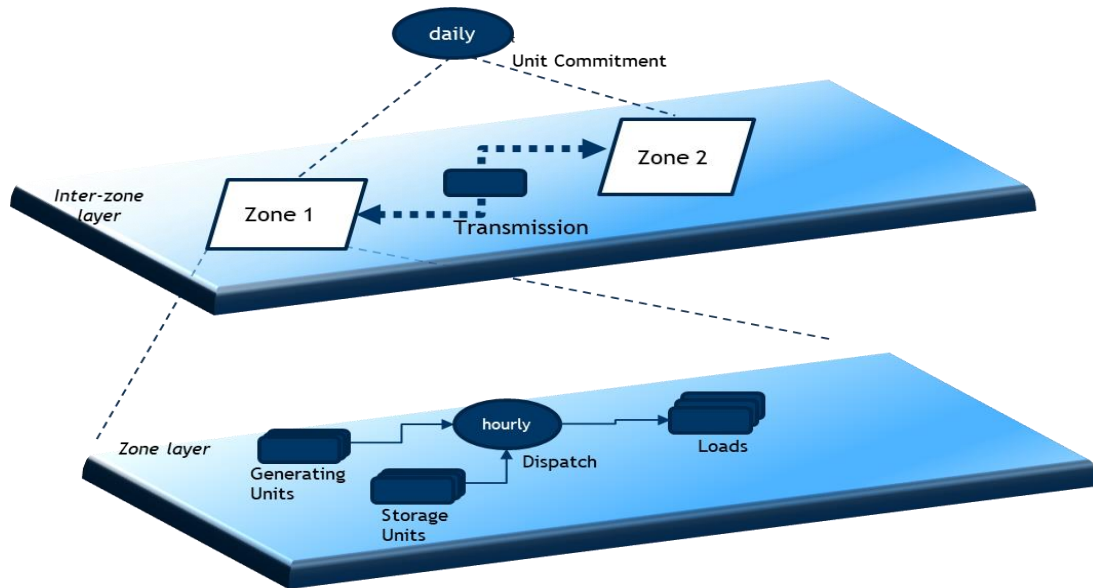 daily
Unit Commitment
Zone 2
Inter-zone
layer
Zone 1
Transmission
hourly
Zone layer
Loads
Dispatch
Generating
Units
Storage
Units